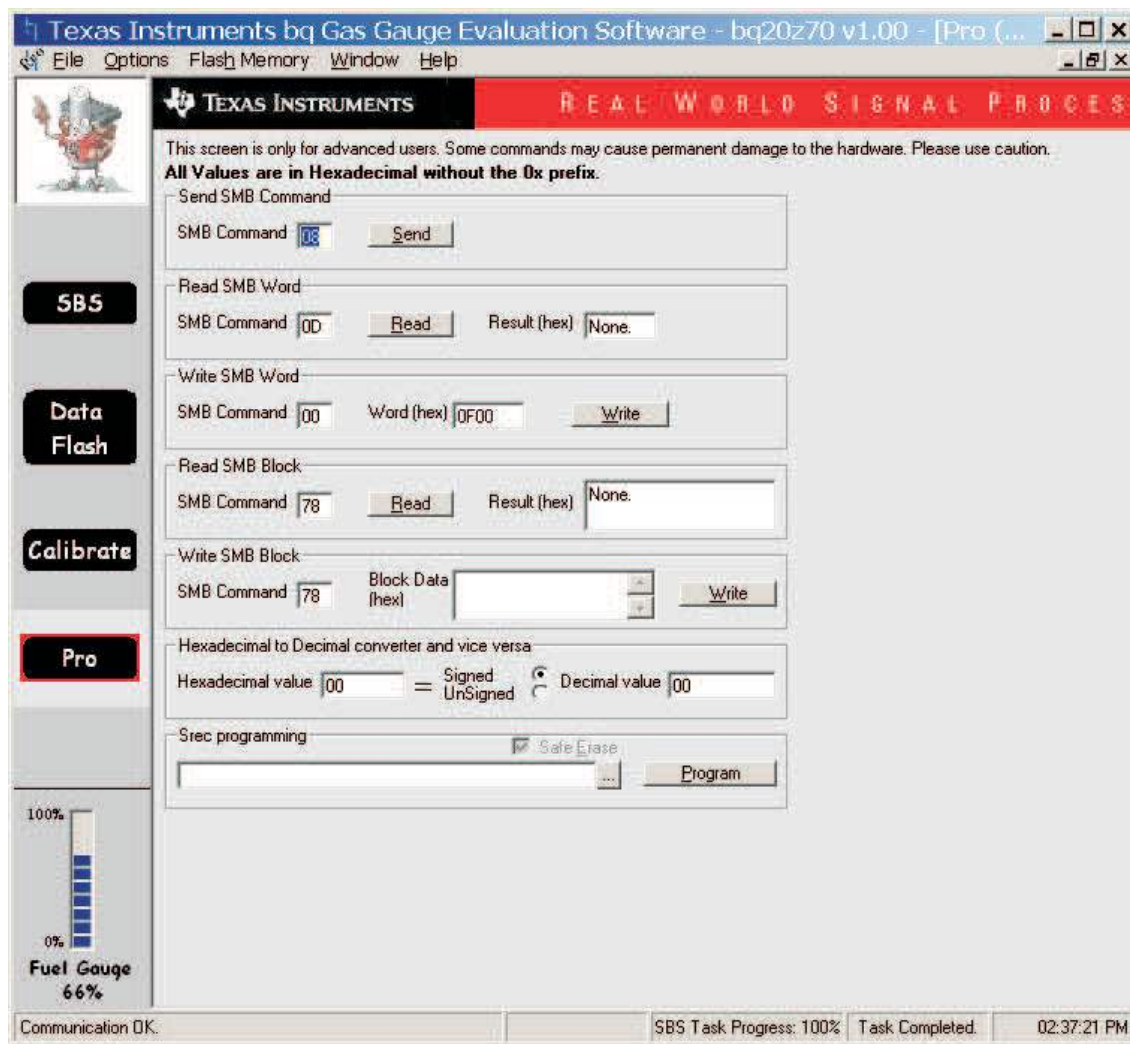 Texas Instruments bq Gas Gauge Evaluation Software - bq20z70 v1.00 - [Pro (...
File Options Flash Memory Window Help
TEXAS INSTRUMENTS
REAL WORLD SIGNAL PROCES
This screen is only for advanced users. Some commands may cause permanent damage to the hardware. Please use caution.
All Values are in Hexadecimal without the 0x prefix.
Send SMB Command
SMB Command 08 Send
Read SMB Word
SMB Command 0D Read Result (hex) None.
Write SMB Word
SMB Command 00 Word (hex) 0F00 Write
Read SMB Block
SMB Command 78 Read Result (hex) None.
Write SMB Block
SMB Command 78 Block Data (hex) Write
Hexadecimal to Decimal converter and vice versa
Hexadecimal value 00 = Signed UnSigned Decimal value 00
Srec programming
Safe Erase
... Program
SBS
Data
Flash
Calibrate
Pro
100%
0%
Fuel Gauge
66%
Communication OK. SBS Task Progress: 100% Task Completed. 02:37:21 PM